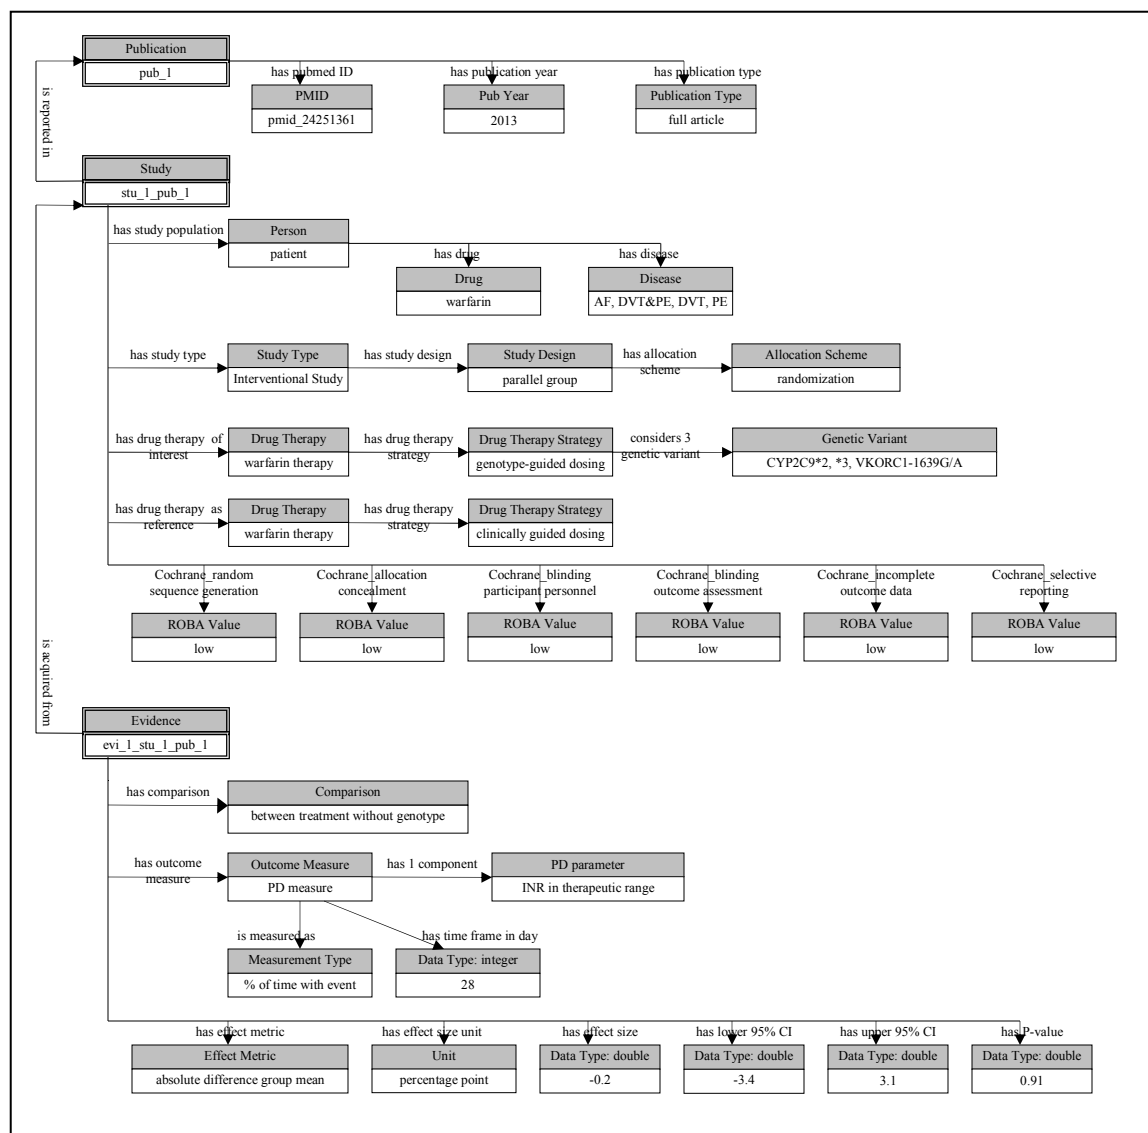 Publication
pub_1
is reported in
has pubmed ID
has publication year
has publication type
PMID
pmid_24251361
Pub Year
2013
Publication Type
full article
Study
stu_1_pub_1
has study population
Person
patient
has drug
has disease
Drug
warfarin
Disease
AF, DVT&PE, DVT, PE
has study type
Study Type
Interventional Study
has study design
Study Design
parallel group
has allocation
scheme
Allocation Scheme
randomization
has drug therapy of
interest
Drug Therapy
warfarin therapy
has drug therapy
strategy
Drug Therapy Strategy
genotype-guided dosing
considers 3
genetic variant
Genetic Variant
CYP2C9*2, *3, VKORC1-1639G/A
has drug therapy as
reference
Drug Therapy
warfarin therapy
has drug therapy
strategy
Drug Therapy Strategy
clinically guided dosing
Cochrane_random
sequence generation
Cochrane_allocation
concealment
Cochrane_blinding
participant personnel
Cochrane_blinding
outcome assessment
Cochrane_incomplete
outcome data
Cochrane_selective
reporting
ROBA Value
low
ROBA Value
low
ROBA Value
low
ROBA Value
low
ROBA Value
low
ROBA Value
low
is acquired from
Evidence
evi_1_stu_1_pub_1
has comparison
Comparison
between treatment without genotype
has outcome
measure
Outcome Measure
PD measure
has 1 component
PD parameter
INR in therapeutic range
is measured as
has time frame in day
Measurement Type
% of time with event
Data Type: integer
28
has effect metric
has effect size unit
has effect size
has lower 95% CI
has upper 95% CI
has P-value
Effect Metric
absolute difference group mean
Unit
percentage point
Data Type: double
-0.2
Data Type: double
-3.4
Data Type: double
3.1
Data Type: double
0.91